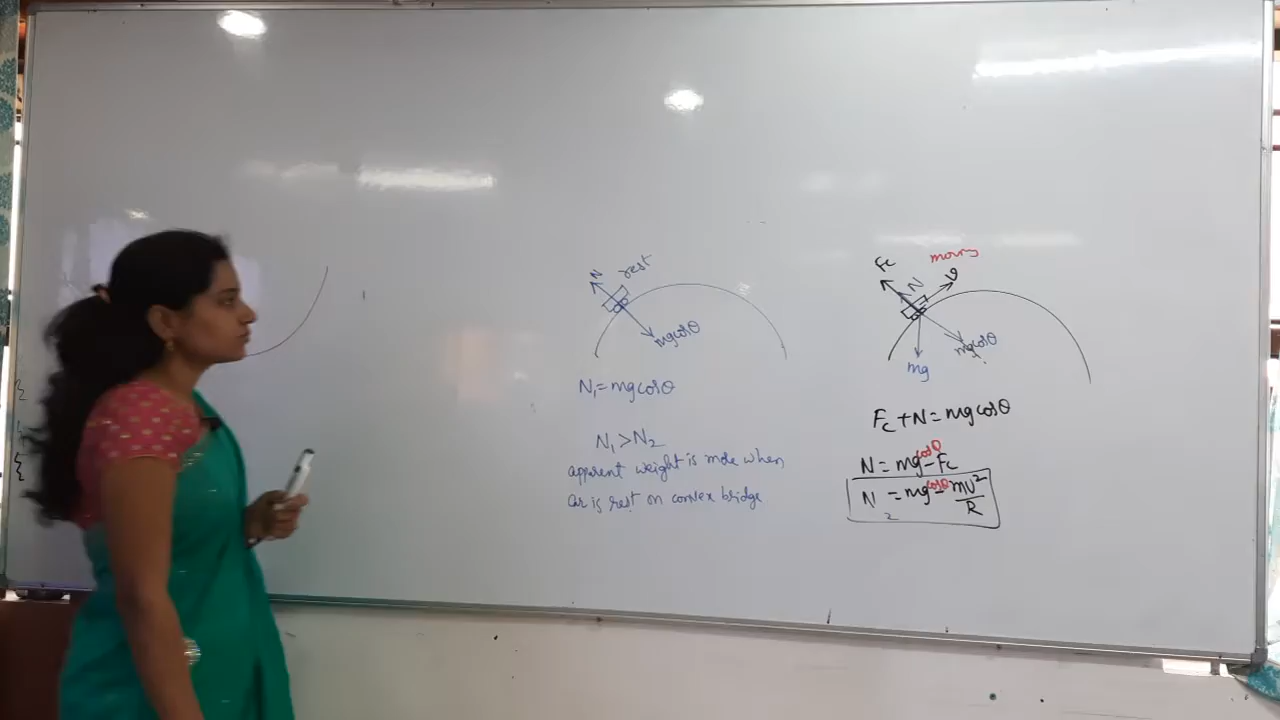 N rest
mgcosθ
N₁=mgcosθ
N₁>N₂
apparent weight is more when
car is rest on convex bridge
Fc N moving
v
mgcosθ
mg
Fc+N=mgcosθ
N=mgcosθ-Fc
N₂=mgcosθ-mv²/R